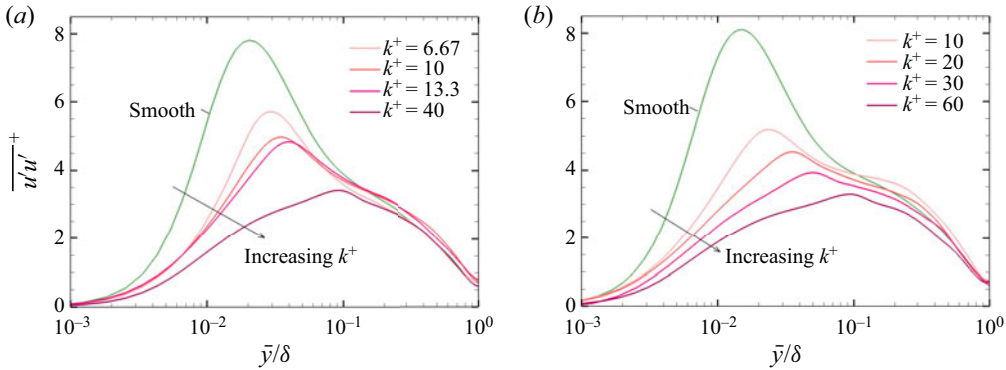 (a)
8
6
4
2
0
u′u′ +
Smooth
k+ = 6.67
k+ = 10
k+ = 13.3
k+ = 40
Increasing k+
10−3
10−2
10−1
100
ȳ/δ
(b)
8
6
4
2
0
Smooth
k+ = 10
k+ = 20
k+ = 30
k+ = 60
Increasing k+
10−3
10−2
10−1
100
ȳ/δ